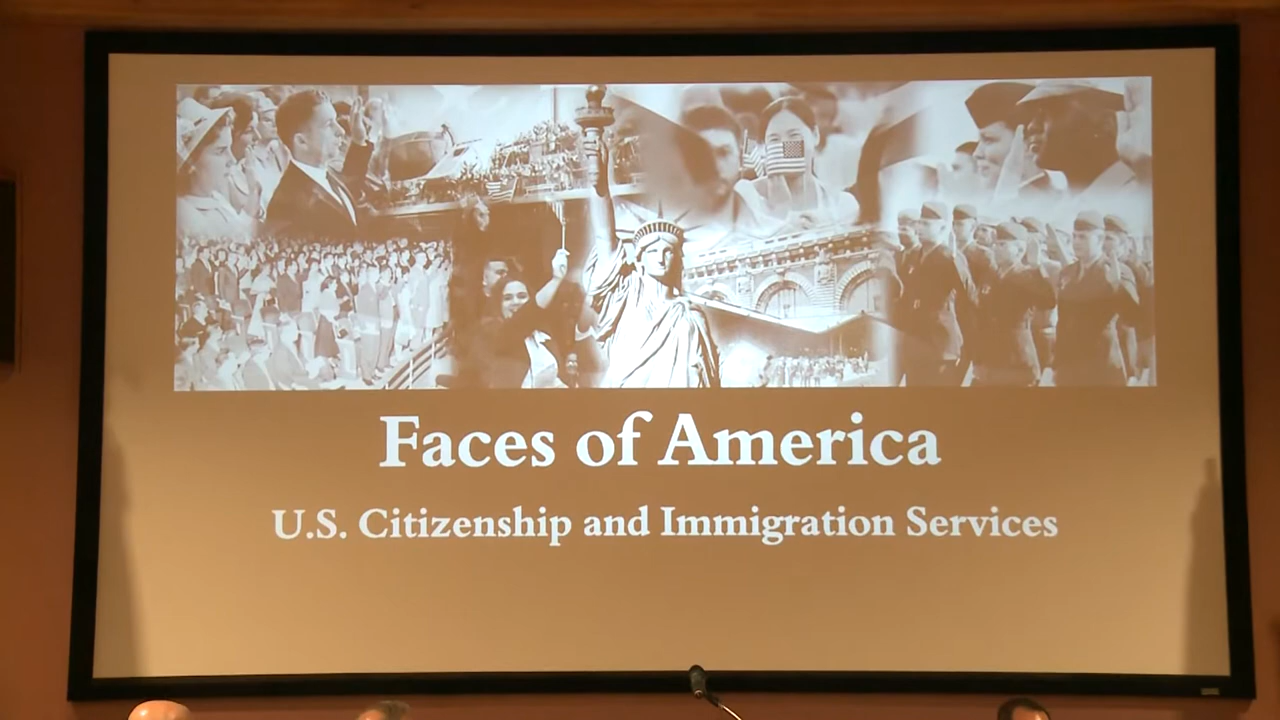 Faces of America
U.S. Citizenship and Immigration Services